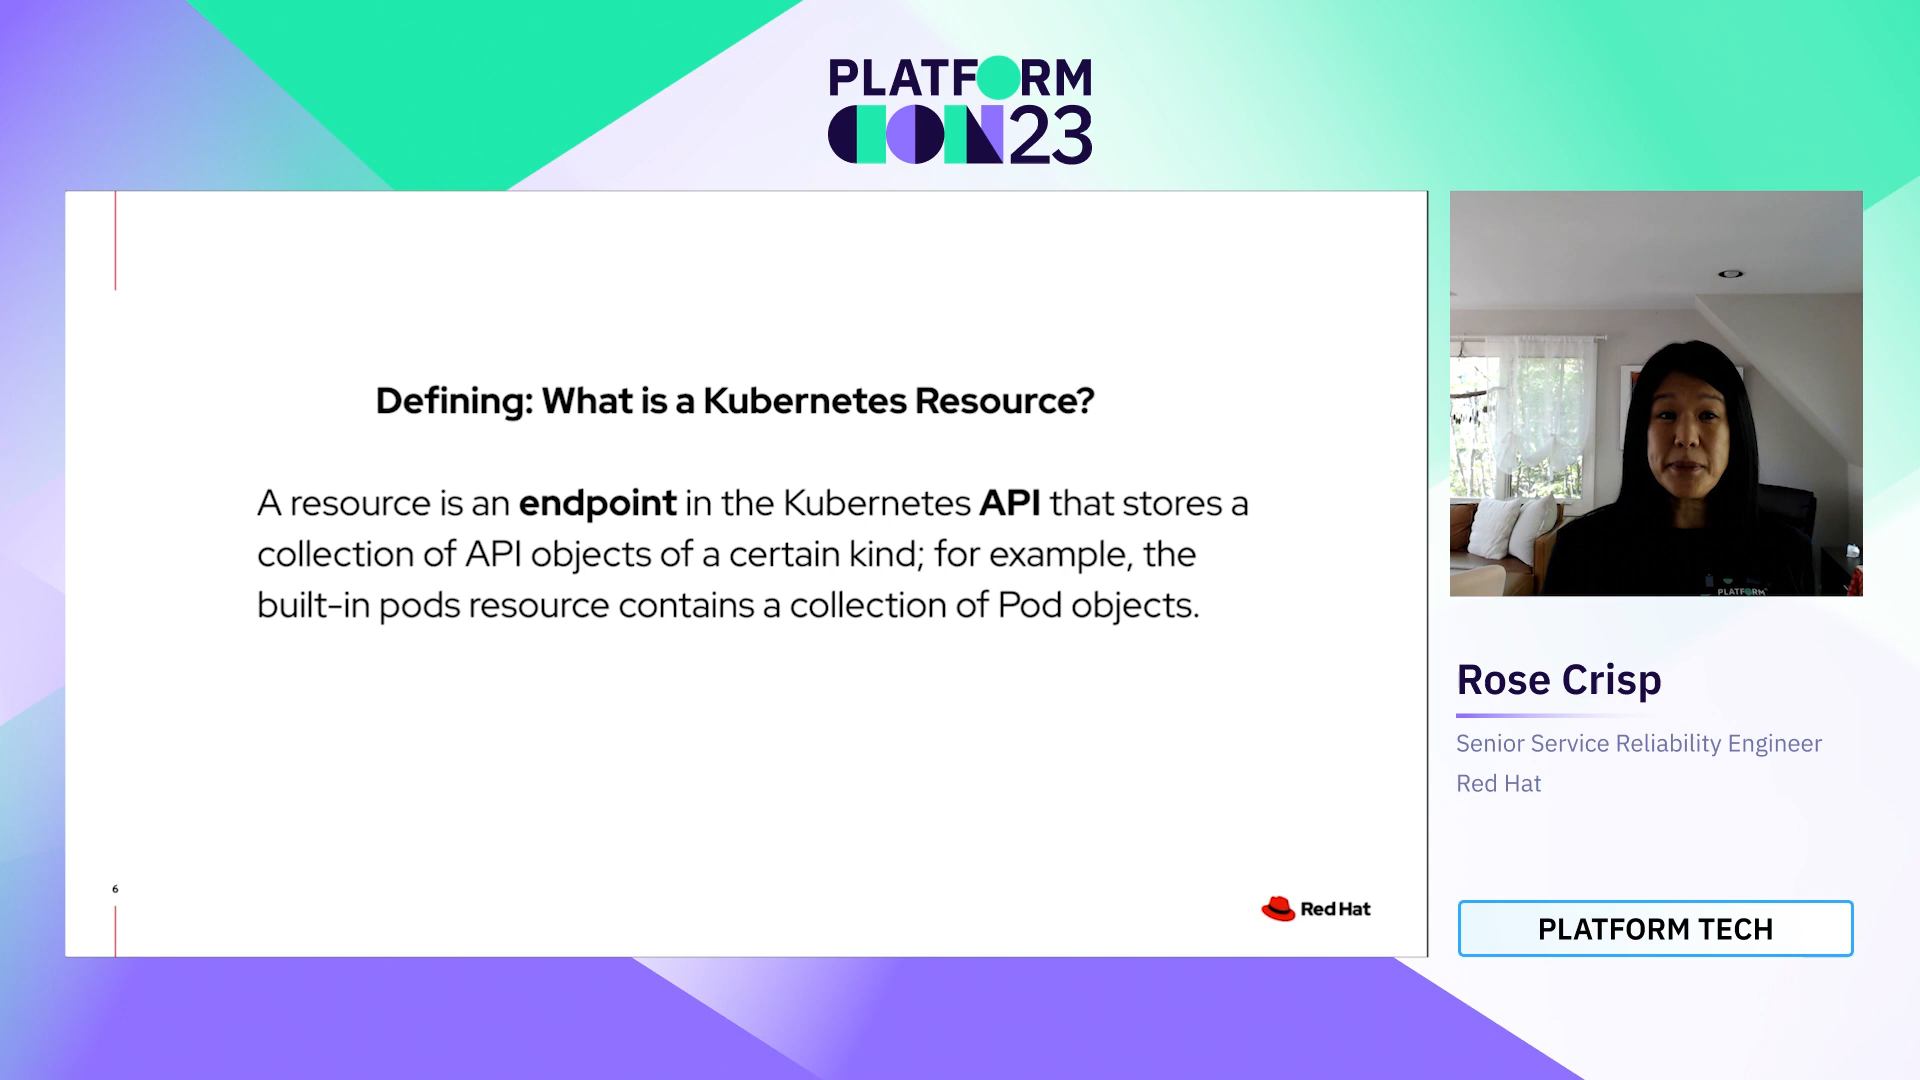 PLATFORM
CON23
Defining: What is a Kubernetes Resource?
A resource is an endpoint in the Kubernetes API that stores a
collection of API objects of a certain kind; for example, the
built-in pods resource contains a collection of Pod objects.
6
Red Hat
PLATFORM
Rose Crisp
Senior Service Reliability Engineer
Red Hat
PLATFORM TECH